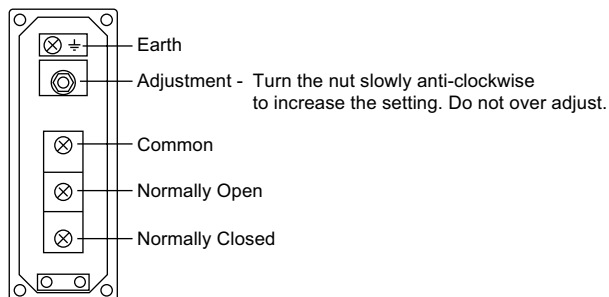 Earth
Adjustment - Turn the nut slowly anti-clockwise
to increase the setting. Do not over adjust.
Common
Normally Open
Normally Closed